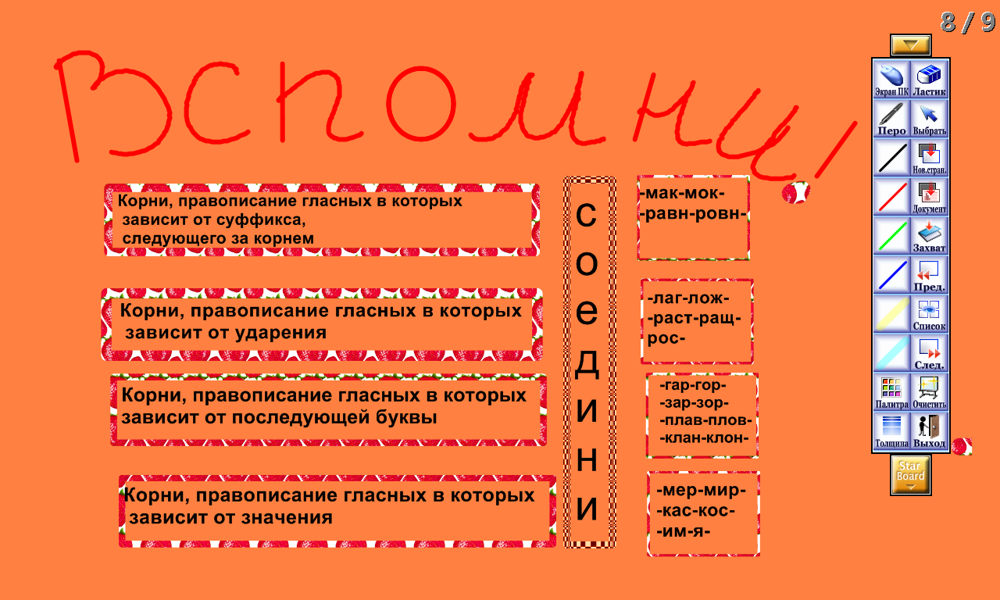 8 / 9
Вспомни!
Корни, правописание гласных в которых
зависит от суффикса,
следующего за корнем
Корни, правописание гласных в которых
зависит от ударения
Корни, правописание гласных в которых
зависит от последующей буквы
Корни, правописание гласных в которых
зависит от значения
с
о
е
д
и
н
и
-мак-мок-
-равн-ровн-
-лаг-лож-
-раст-ращ-
рос-
-гар-гор-
-зар-зор-
-плав-плов-
-клан-клон-
-мер-мир-
-кас-кос-
-им-я-
Экран ПК Ластик
Перо Выбрать
Нов.стран.
Документ
Захват
Пред.
Список
След.
Палитра Очистить
Толщина Выход
Star
Board